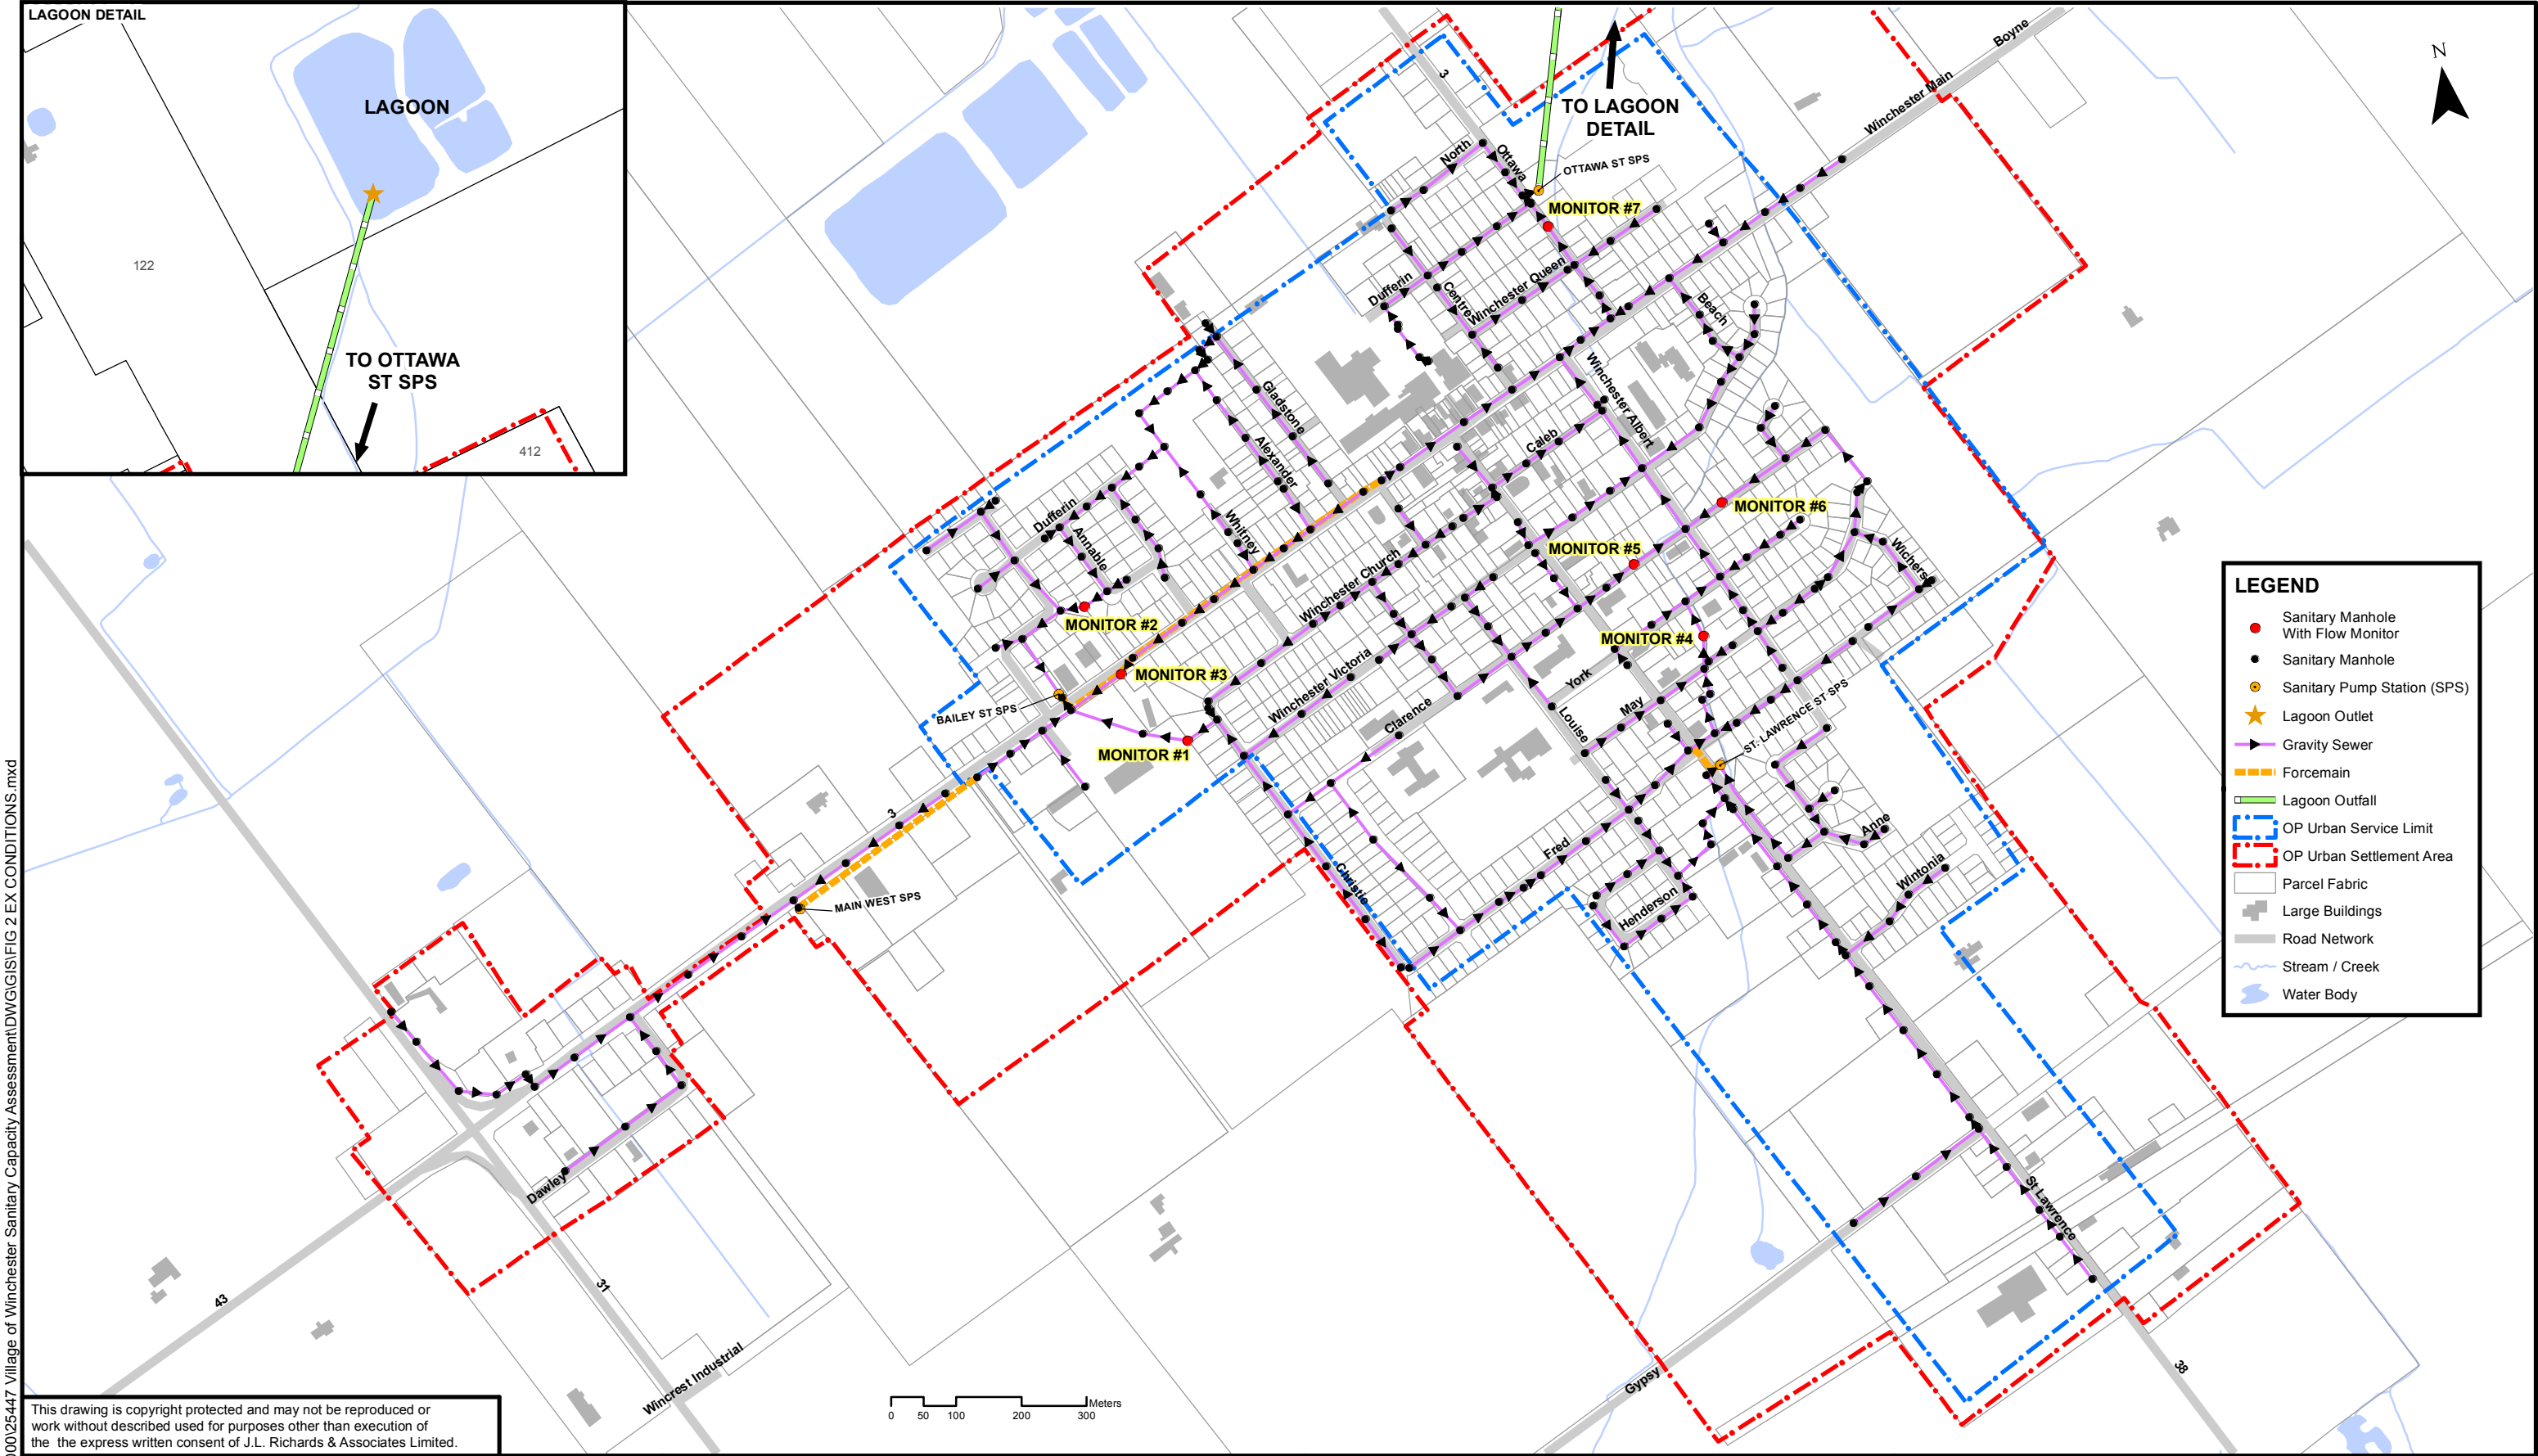 LAGOON DETAIL
LAGOON
122
TO OTTAWA
ST SPS
412
3
Boyne
Winchester Main
N
TO LAGOON
DETAIL
North
Ottawa
OTTAWA ST SPS
MONITOR #7
Dufferin
Centre
Winchester Queen
Beach
Winchester Albert
Gladstone
Alexander
Caleb
Whitney
Dufferin
Annable
MONITOR #6
MONITOR #5
Wichers
Winchester Church
MONITOR #2
MONITOR #4
MONITOR #3
Winchester Victoria
York
BAILEY ST SPS
May
Louise
Clarence
ST. LAWRENCE ST SPS
MONITOR #1
3
Anne
Fred
Wintonia
Christie
Henderson
MAIN WEST SPS
Dawley
St Lawrence
43
31
Wincrest Industrial
Gypsy
38
LEGEND
Sanitary Manhole
With Flow Monitor
Sanitary Manhole
Sanitary Pump Station (SPS)
Lagoon Outlet
Gravity Sewer
Forcemain
Lagoon Outfall
OP Urban Service Limit
OP Urban Settlement Area
Parcel Fabric
Large Buildings
Road Network
Stream / Creek
Water Body
0 50 100 200 300
Meters
This drawing is copyright protected and may not be reproduced or
work without described used for purposes other than execution of
the the express written consent of J.L. Richards & Associates Limited.
000\25447 Village of Winchester Sanitary Capacity Assessment\DWG\GIS\FIG 2 EX CONDITIONS.mxd